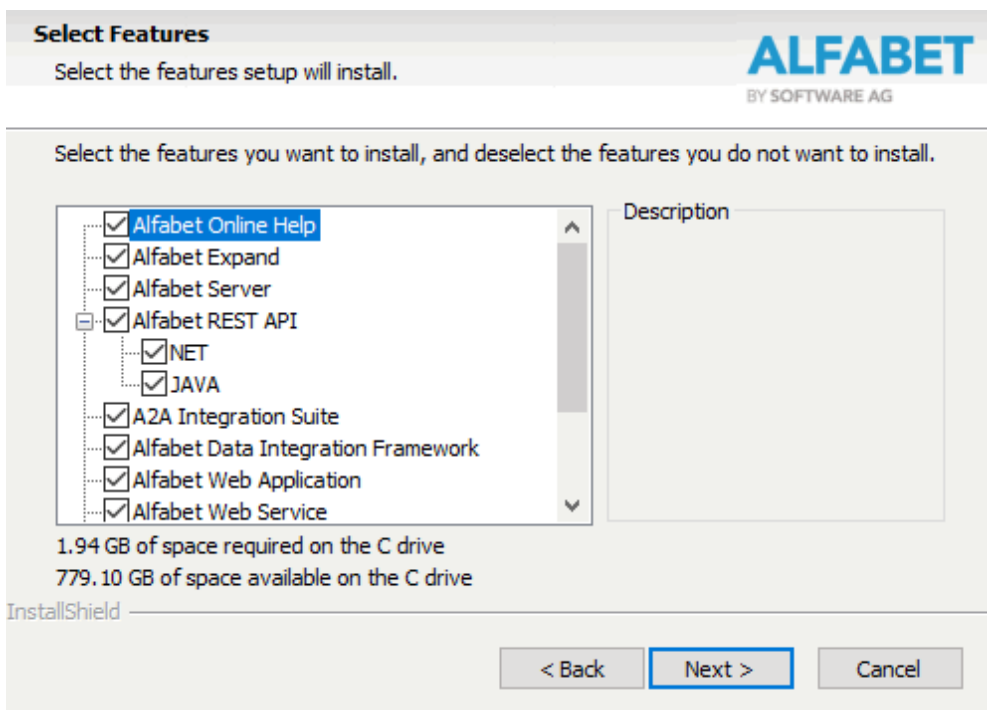 Select Features
Select the features setup will install.
ALFABET
BY SOFTWARE AG
Select the features you want to install, and deselect the features you do not want to install.
Alfabet Online Help
Alfabet Expand
Alfabet Server
Alfabet REST API
NET
JAVA
A2A Integration Suite
Alfabet Data Integration Framework
Alfabet Web Application
Alfabet Web Service
Description
1.94 GB of space required on the C drive
779.10 GB of space available on the C drive
InstallShield
< Back
Next >
Cancel